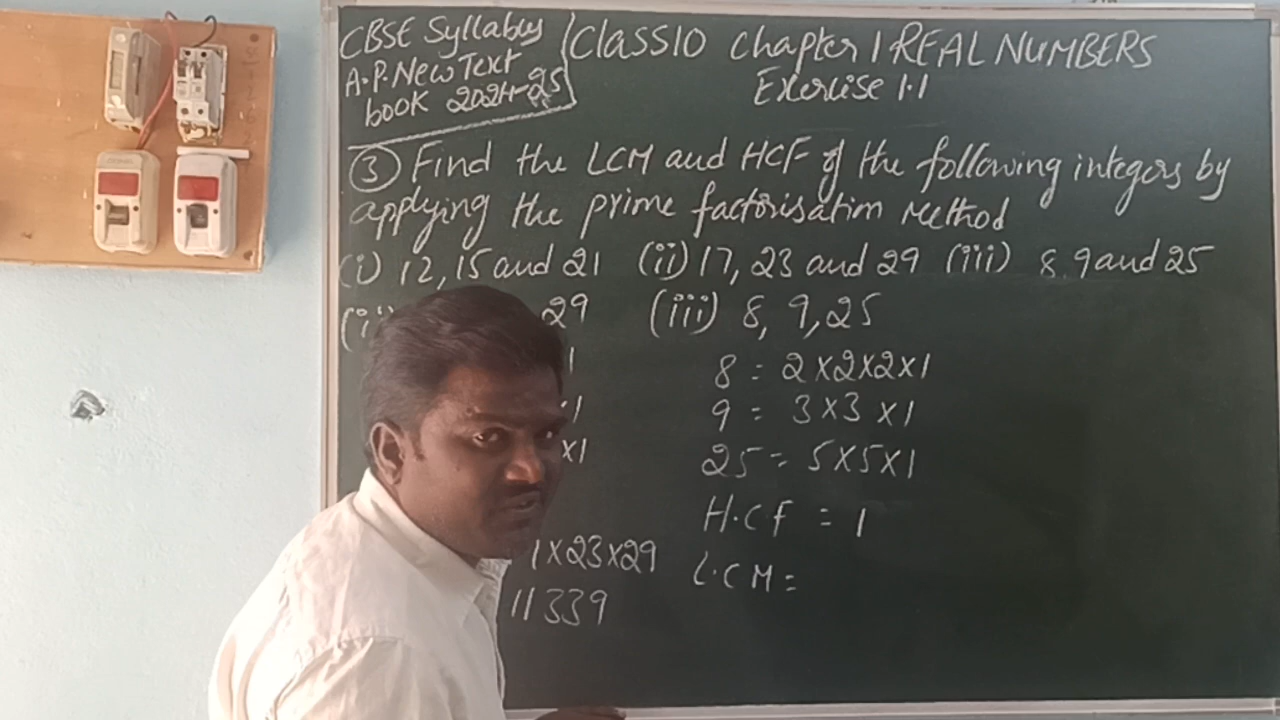 CBSE Syllabus
A.P. New Text
book 2024-25
Class10 Chapter 1 REAL NUMBERS
Exercise 1.1
③ Find the LCM and HCF of the following integers by
applying the prime factorisation method
(i) 12, 15 and 21 (ii) 17, 23 and 29 (iii) 8, 9 and 25
29
(iii) 8, 9, 25
1
8 = 2×2×2×1
1
9 = 3×3×1
×1
25 = 5×5×1
H.C.F = 1
1×23×29
L.C.M =
11339